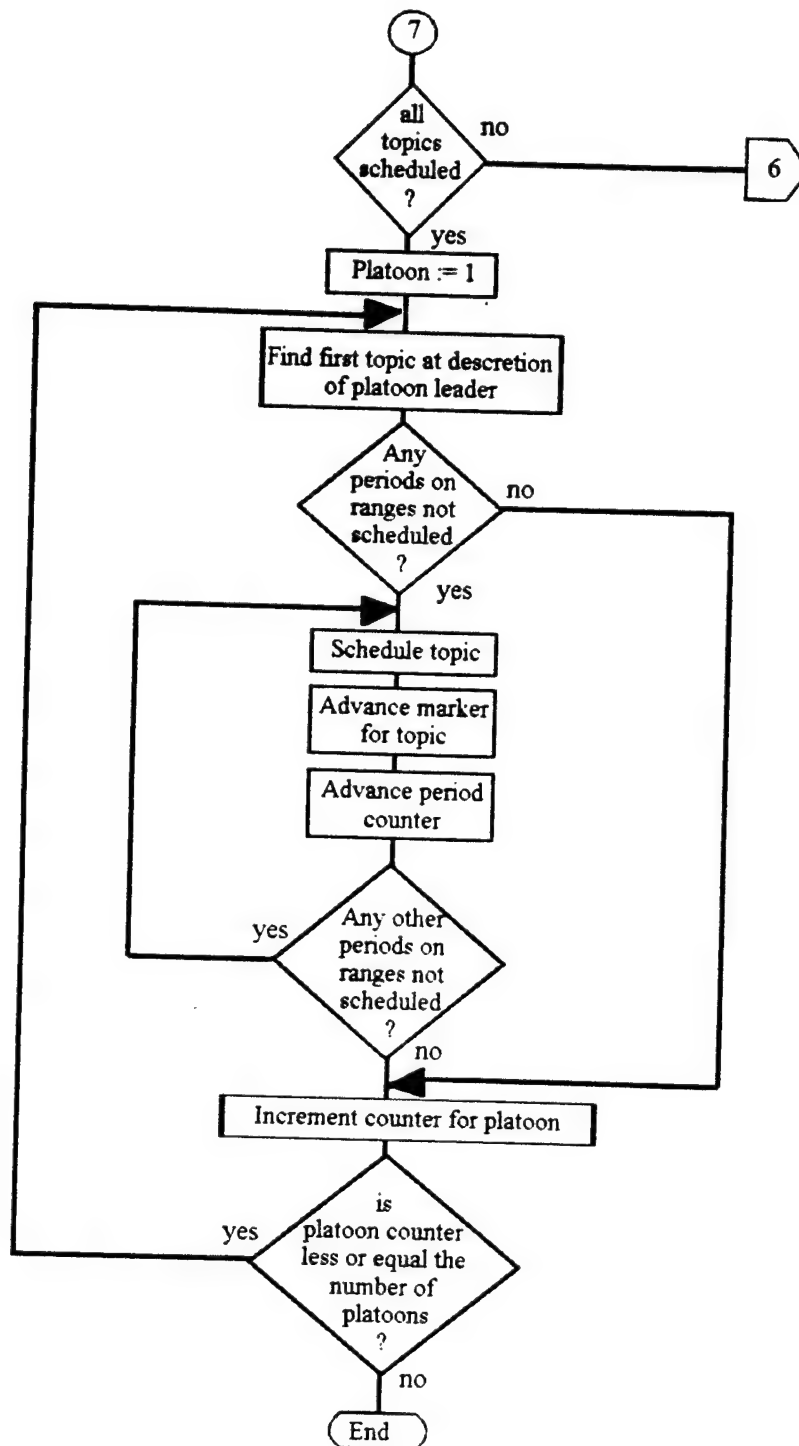 7
all
topics
scheduled
?
no
6
yes
Platoon := 1
Find first topic at descretion
of platoon leader
Any
periods on
ranges not
scheduled
?
no
yes
Schedule topic
Advance marker
for topic
Advance period
counter
yes
Any other
periods on
ranges not
scheduled
?
no
Increment counter for platoon
yes
is
platoon counter
less or equal the
number of
platoons
?
no
End